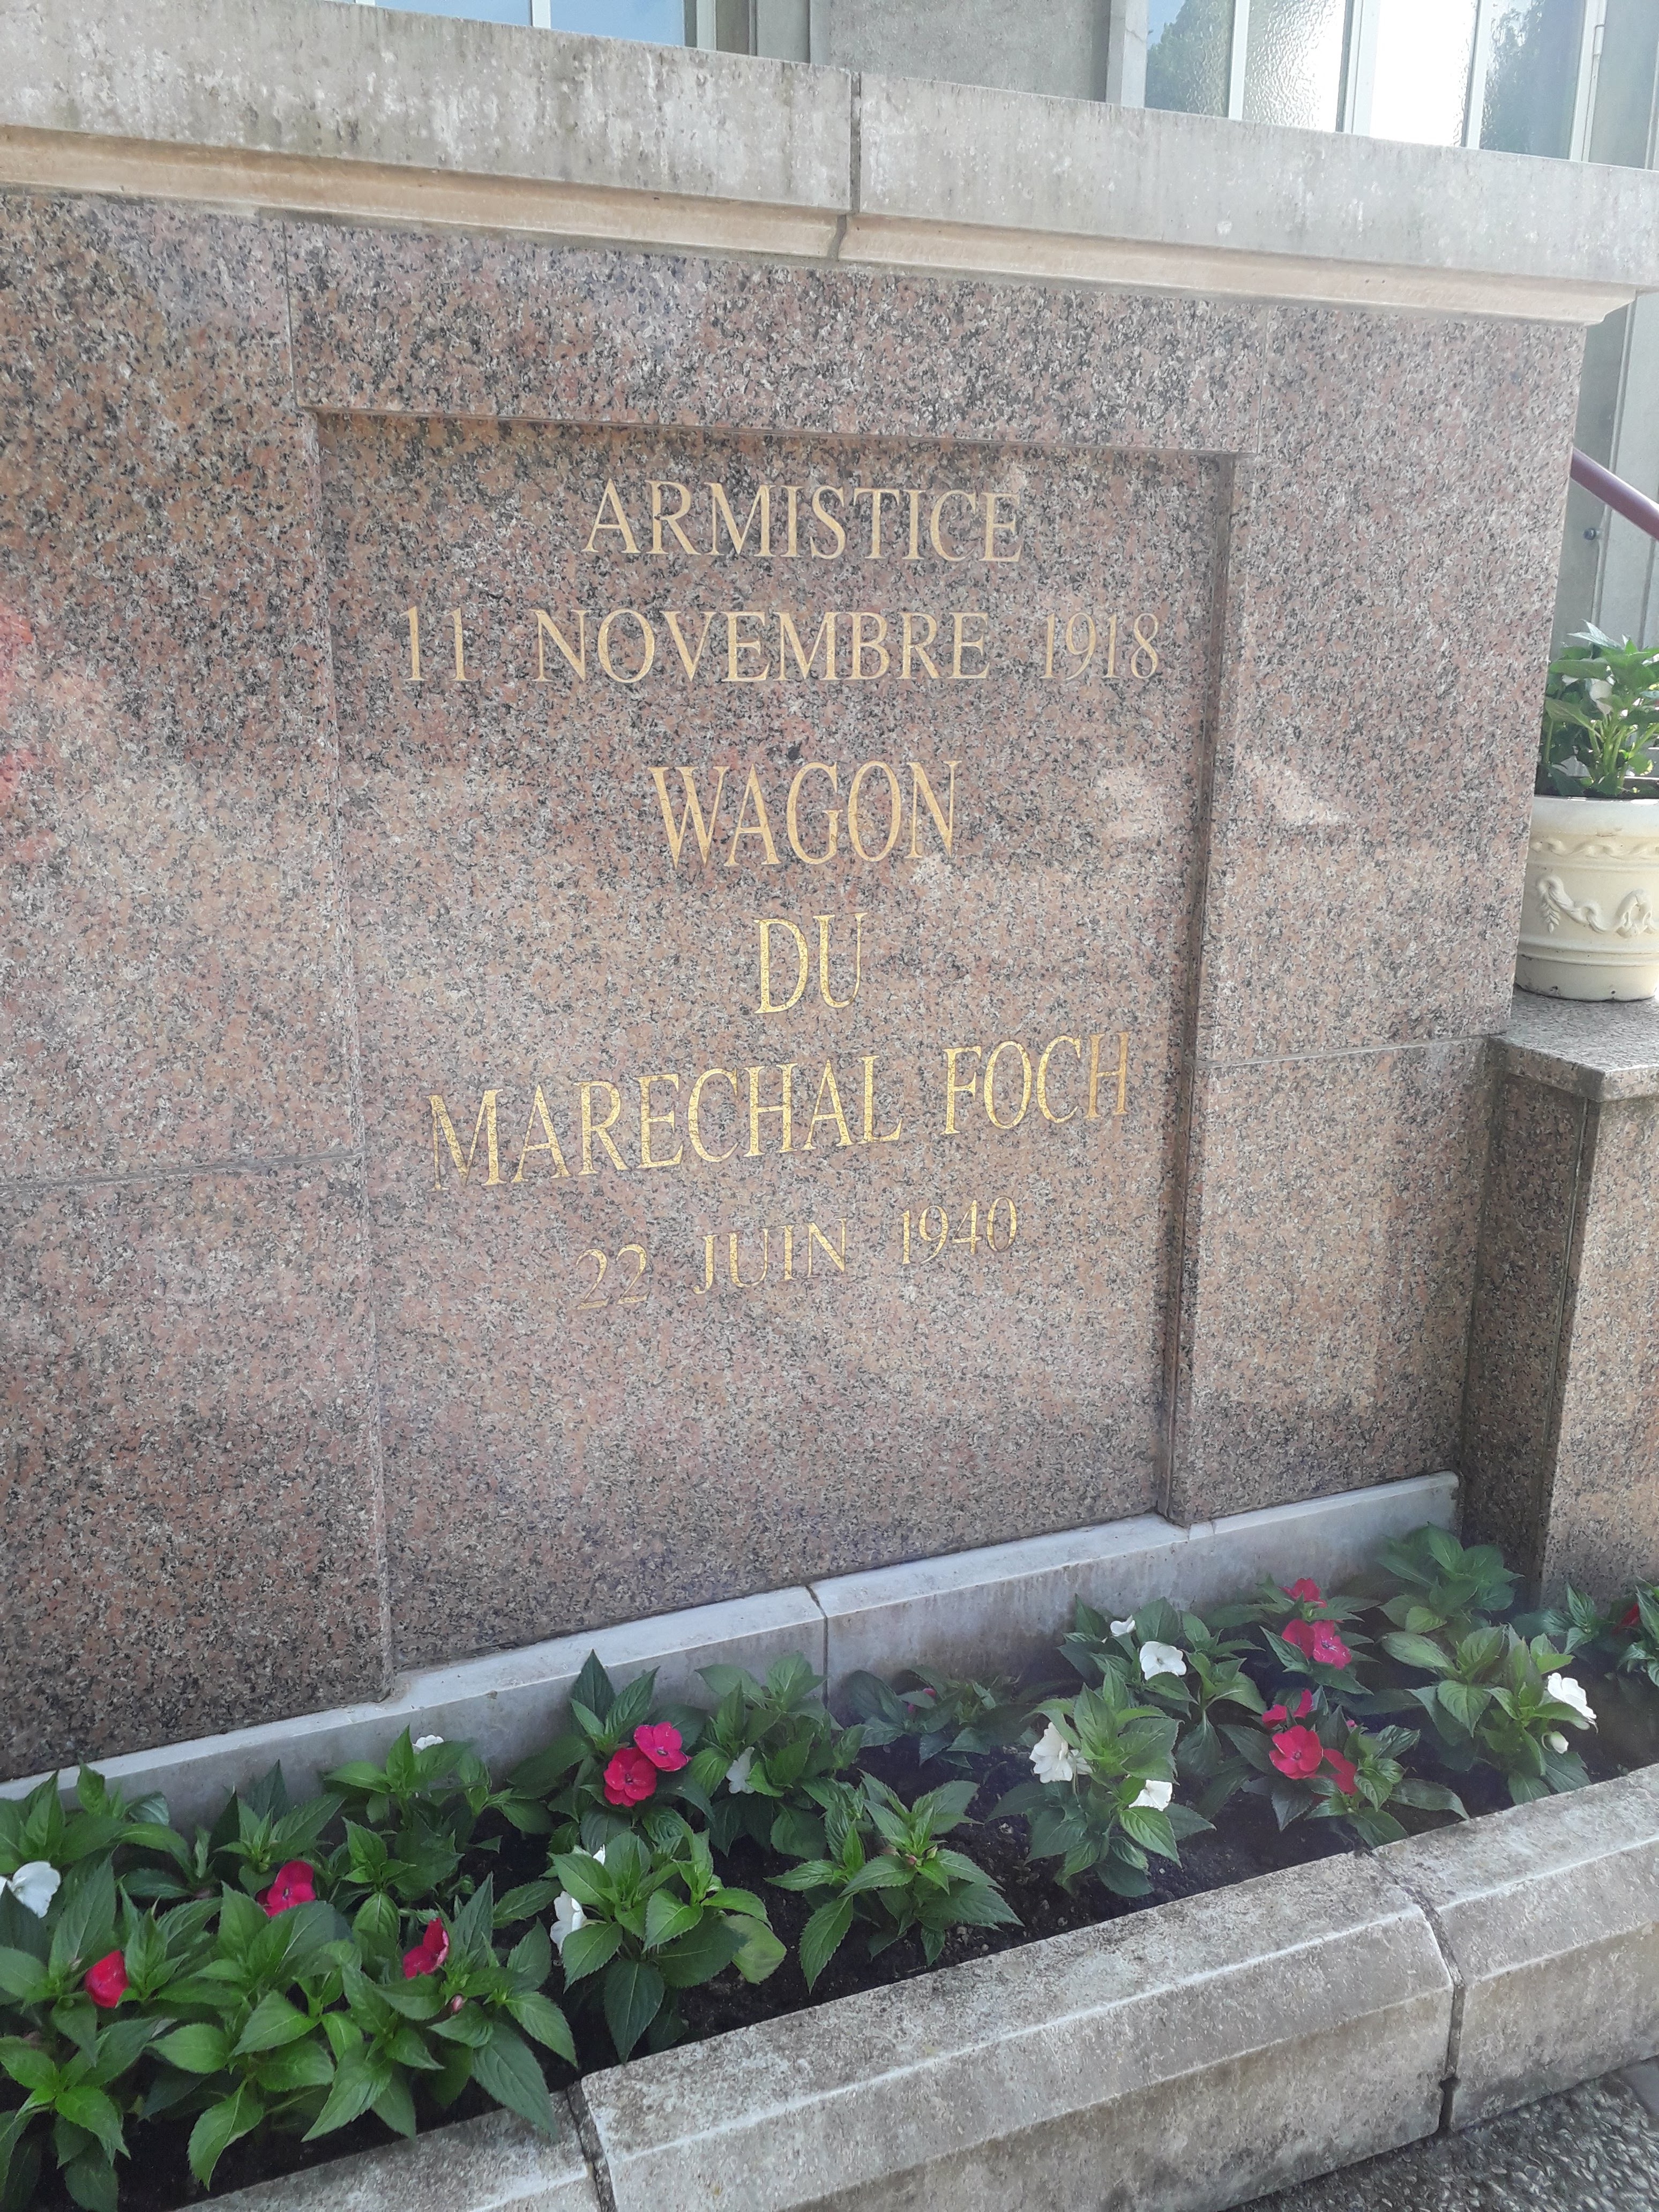 ARMISTICE
11 NOVEMBRE 1918
WAGON
DU
MARECHAL FOCH
22 JUIN 1940